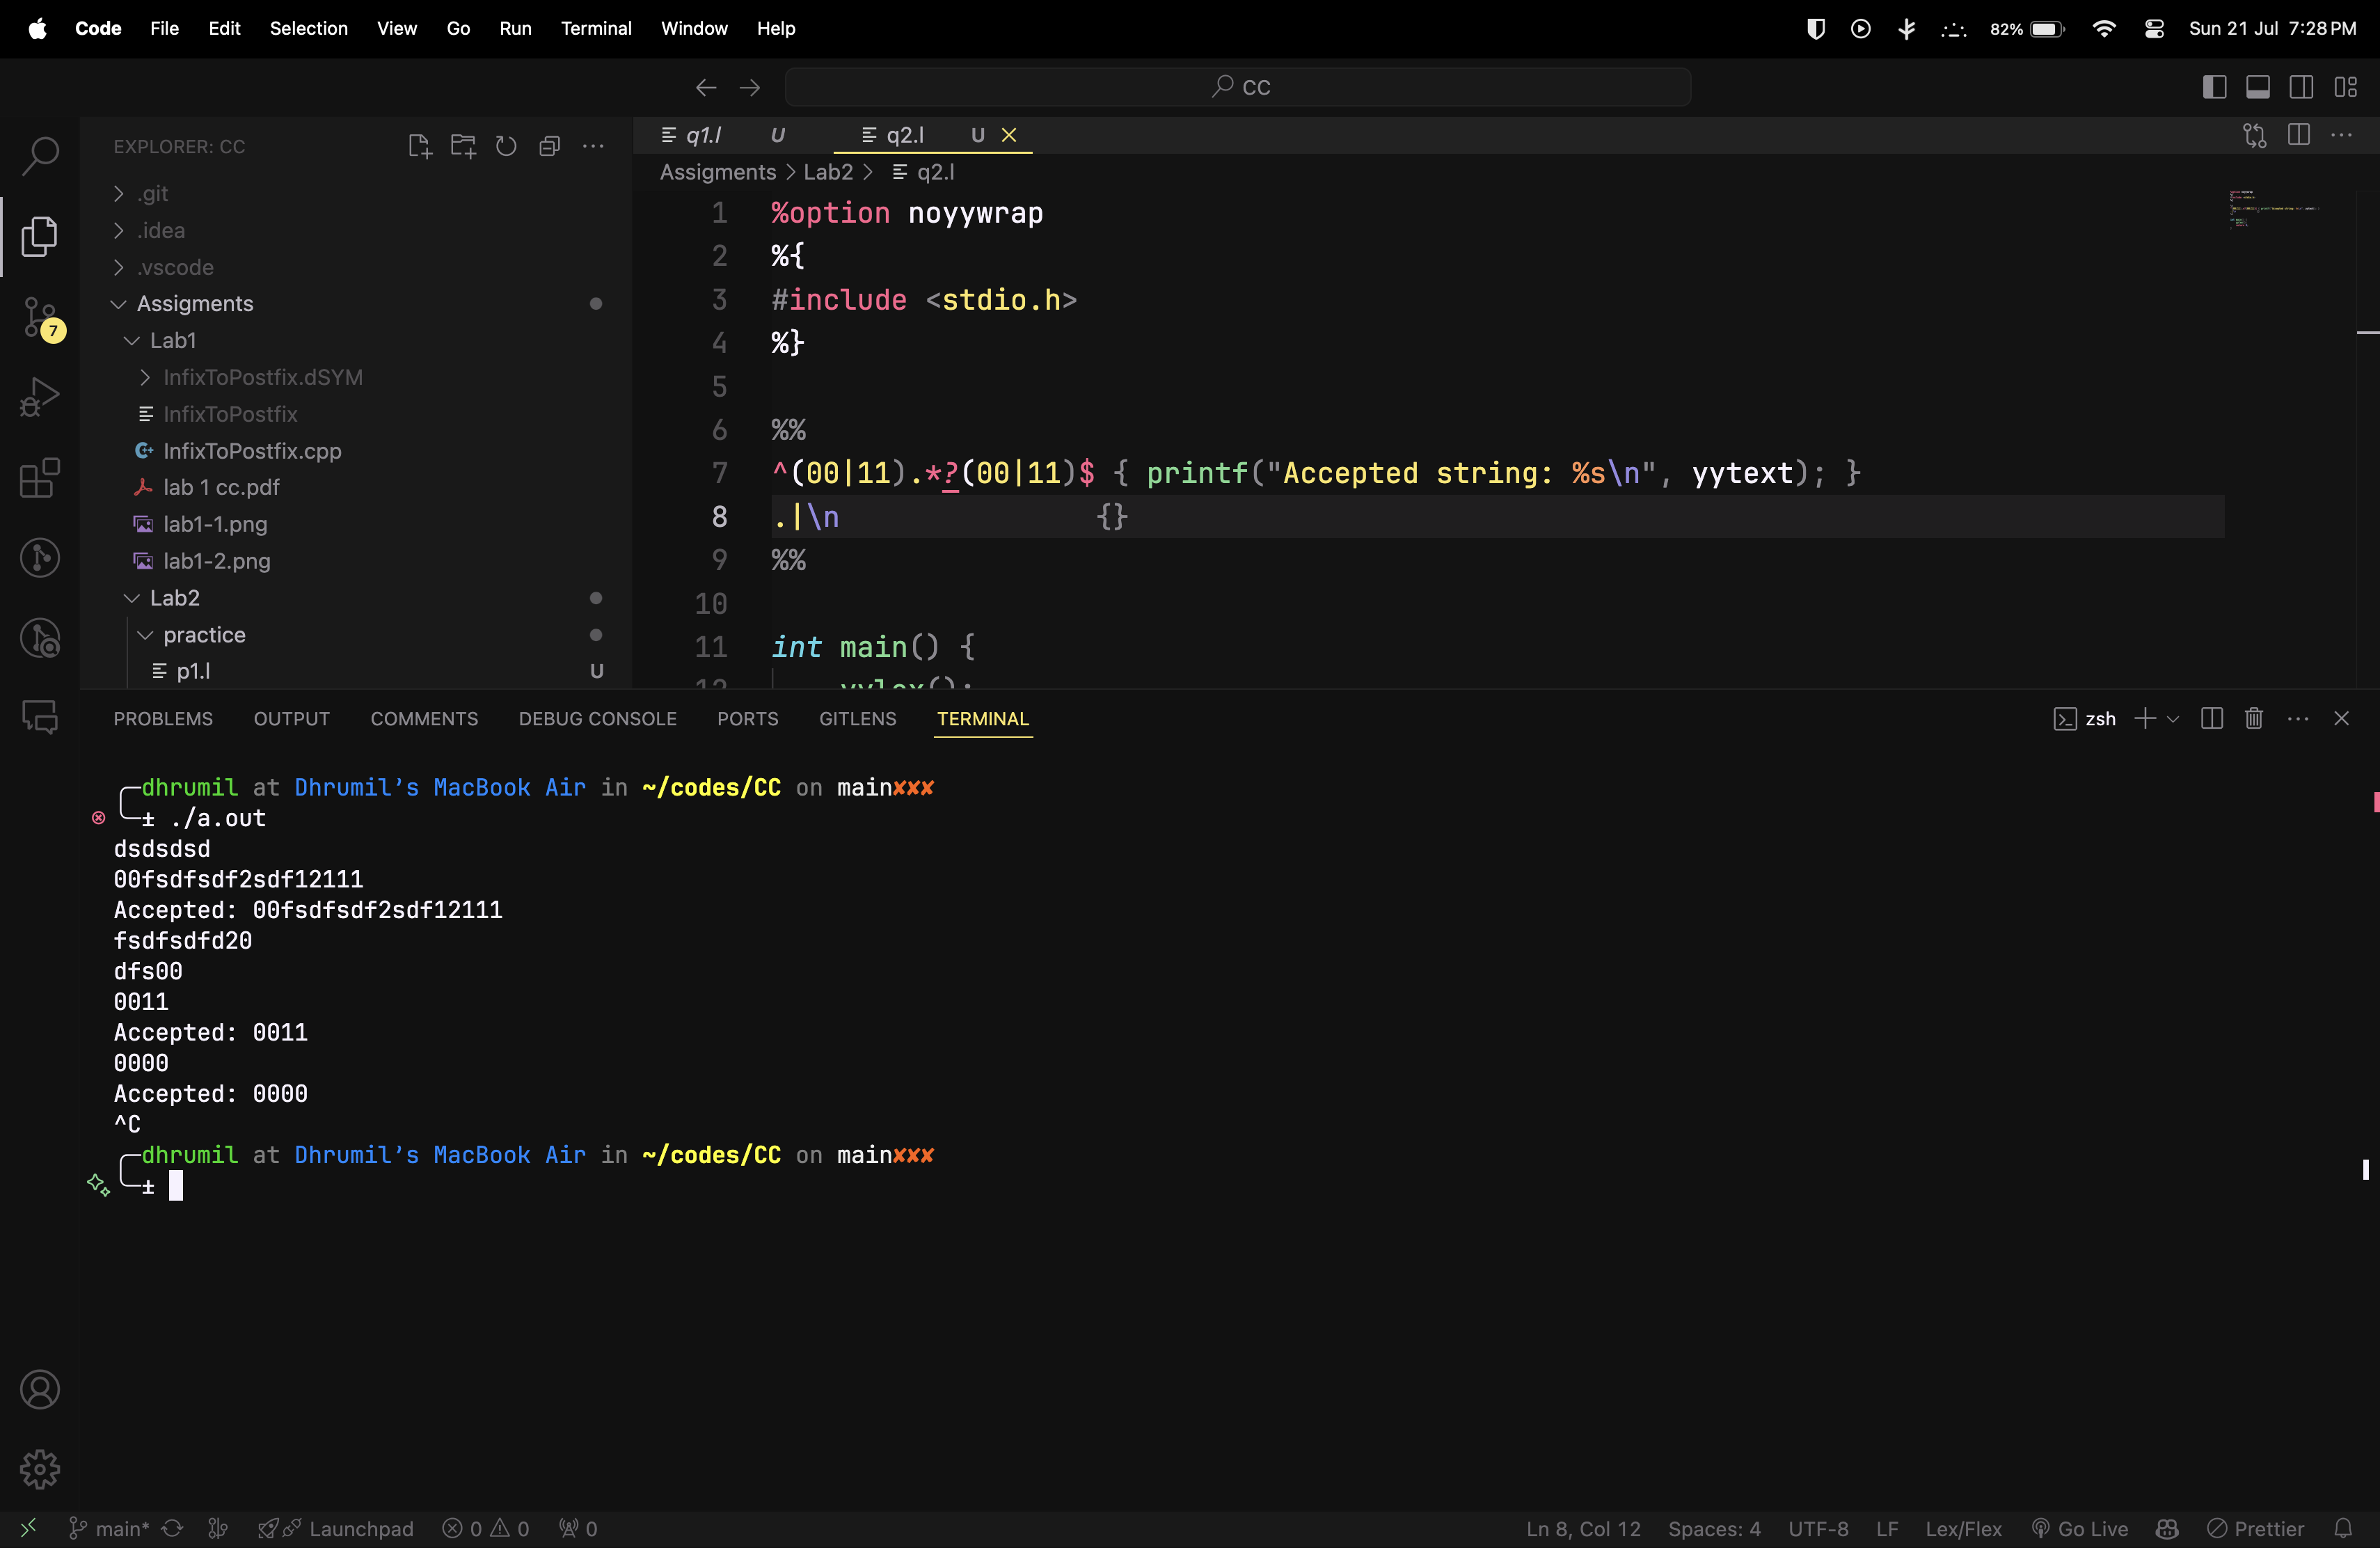 Code File Edit Selection View Go Run Terminal Window Help 82% Sun 21 Jul 7:28 PM
CC
EXPLORER: CC
.git
.idea
.vscode
Assigments
Lab1
InfixToPostfix.dSYM
InfixToPostfix
InfixToPostfix.cpp
lab 1 cc.pdf
lab1-1.png
lab1-2.png
Lab2
practice
p1.l U
7
q1.l U q2.l U
Assigments > Lab2 > q2.l
1 %option noyywrap
2 %{
3 #include <stdio.h>
4 %}
5
6 %%
7 ^(00|11).*?(00|11)$ { printf("Accepted string: %s\n", yytext); }
8 .|\n {}
9 %%
10
11 int main() {
12 yylex();
PROBLEMS OUTPUT COMMENTS DEBUG CONSOLE PORTS GITLENS TERMINAL zsh
dhrumil at Dhrumil’s MacBook Air in ~/codes/CC on main✘✘✘
± ./a.out
dsdsdsd
00fsdfsdf2sdf12111
Accepted: 00fsdfsdf2sdf12111
fsdfsdfd20
dfs00
0011
Accepted: 0011
0000
Accepted: 0000
^C
dhrumil at Dhrumil’s MacBook Air in ~/codes/CC on main✘✘✘
±
main* Launchpad 0 0 0 Ln 8, Col 12 Spaces: 4 UTF-8 LF Lex/Flex Go Live Prettier